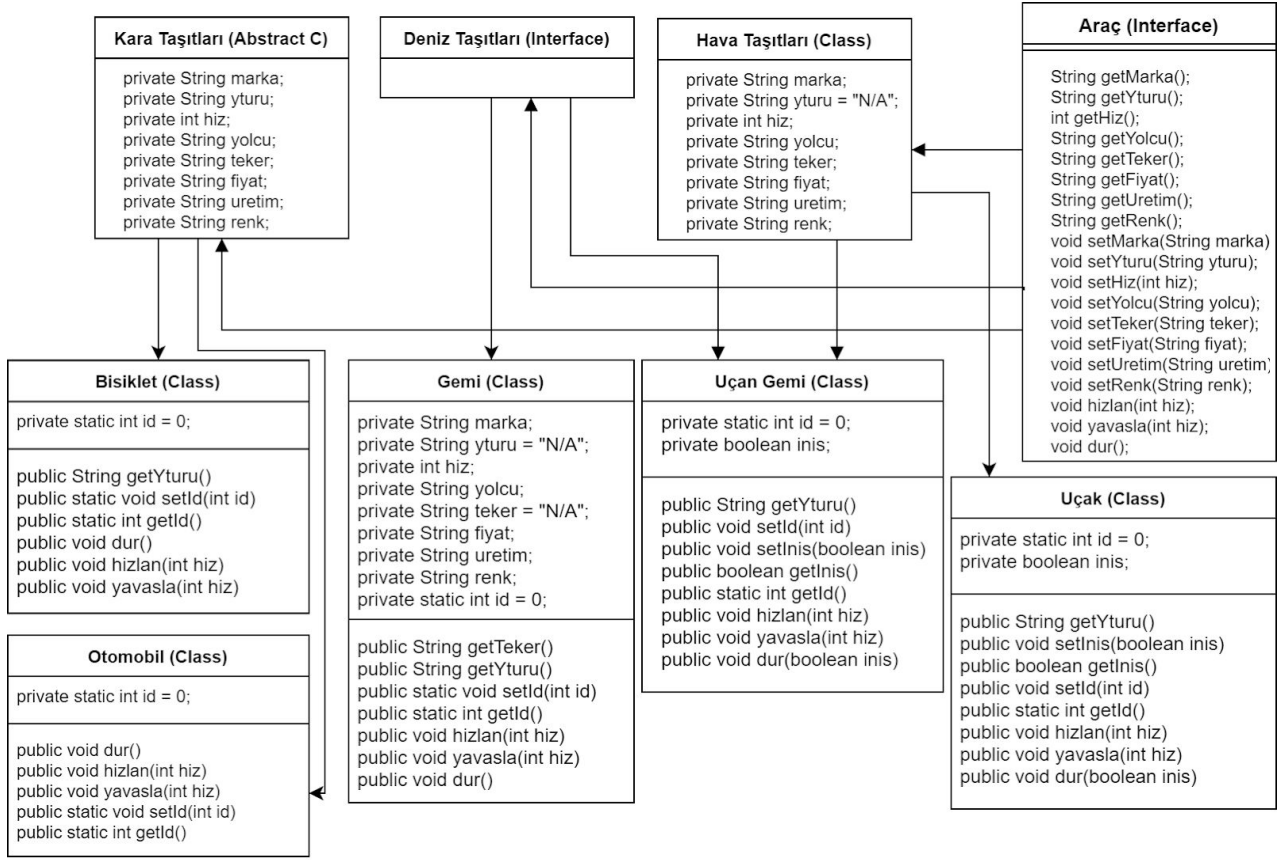 Kara Taşıtları (Abstract C)
private String marka;
private String yturu;
private int hiz;
private String yolcu;
private String teker;
private String fiyat;
private String uretim;
private String renk;
Deniz Taşıtları (Interface)
Hava Taşıtları (Class)
private String marka;
private String yturu = "N/A";
private int hiz;
private String yolcu;
private String teker;
private String fiyat;
private String uretim;
private String renk;
Araç (Interface)
String getMarka();
String getYturu();
int getHiz();
String getYolcu();
String getTeker();
String getFiyat();
String getUretim();
String getRenk();
void setMarka(String marka)
void setYturu(String yturu);
void setHiz(int hiz);
void setYolcu(String yolcu);
void setTeker(String teker);
void setFiyat(String fiyat);
void setUretim(String uretim)
void setRenk(String renk);
void hizlan(int hiz);
void yavasla(int hiz);
void dur();
Bisiklet (Class)
private static int id = 0;
public String getYturu()
public static void setId(int id)
public static int getId()
public void dur()
public void hizlan(int hiz)
public void yavasla(int hiz)
Otomobil (Class)
private static int id = 0;
public void dur()
public void hizlan(int hiz)
public void yavasla(int hiz)
public static void setId(int id)
public static int getId()
Gemi (Class)
private String marka;
private String yturu = "N/A";
private int hiz;
private String yolcu;
private String teker = "N/A";
private String fiyat;
private String uretim;
private String renk;
private static int id = 0;
public String getTeker()
public String getYturu()
public static void setId(int id)
public static int getId()
public void hizlan(int hiz)
public void yavasla(int hiz)
public void dur()
Uçan Gemi (Class)
private static int id = 0;
private boolean inis;
public String getYturu()
public void setId(int id)
public void setInis(boolean inis)
public boolean getInis()
public static int getId()
public void hizlan(int hiz)
public void yavasla(int hiz)
public void dur(boolean inis)
Uçak (Class)
private static int id = 0;
private boolean inis;
public String getYturu()
public void setInis(boolean inis)
public boolean getInis()
public void setId(int id)
public static int getId()
public void hizlan(int hiz)
public void yavasla(int hiz)
public void dur(boolean inis)